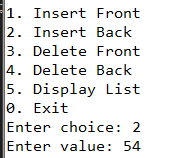 1. Insert Front
2. Insert Back
3. Delete Front
4. Delete Back
5. Display List
0. Exit
Enter choice: 2
Enter value: 54